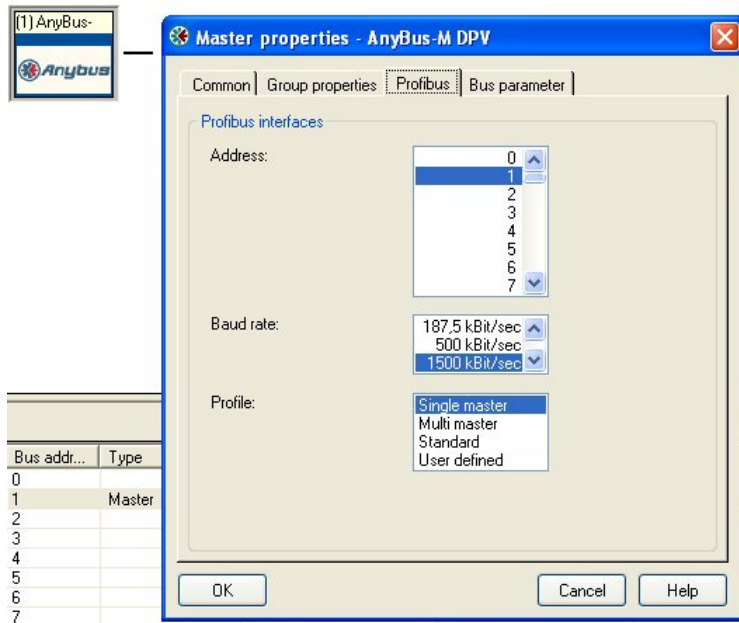 (1) AnyBus-
Anybus
Master properties - AnyBus-M DPV
Common
Group properties
Profibus
Bus parameter
Profibus interfaces
Address:
0
1
2
3
4
5
6
7
Baud rate:
187,5 kBit/sec
500 kBit/sec
1500 kBit/sec
Profile:
Single master
Multi master
Standard
User defined
Bus addr... Type
0
1 Master
2
3
4
5
6
7
OK
Cancel
Help